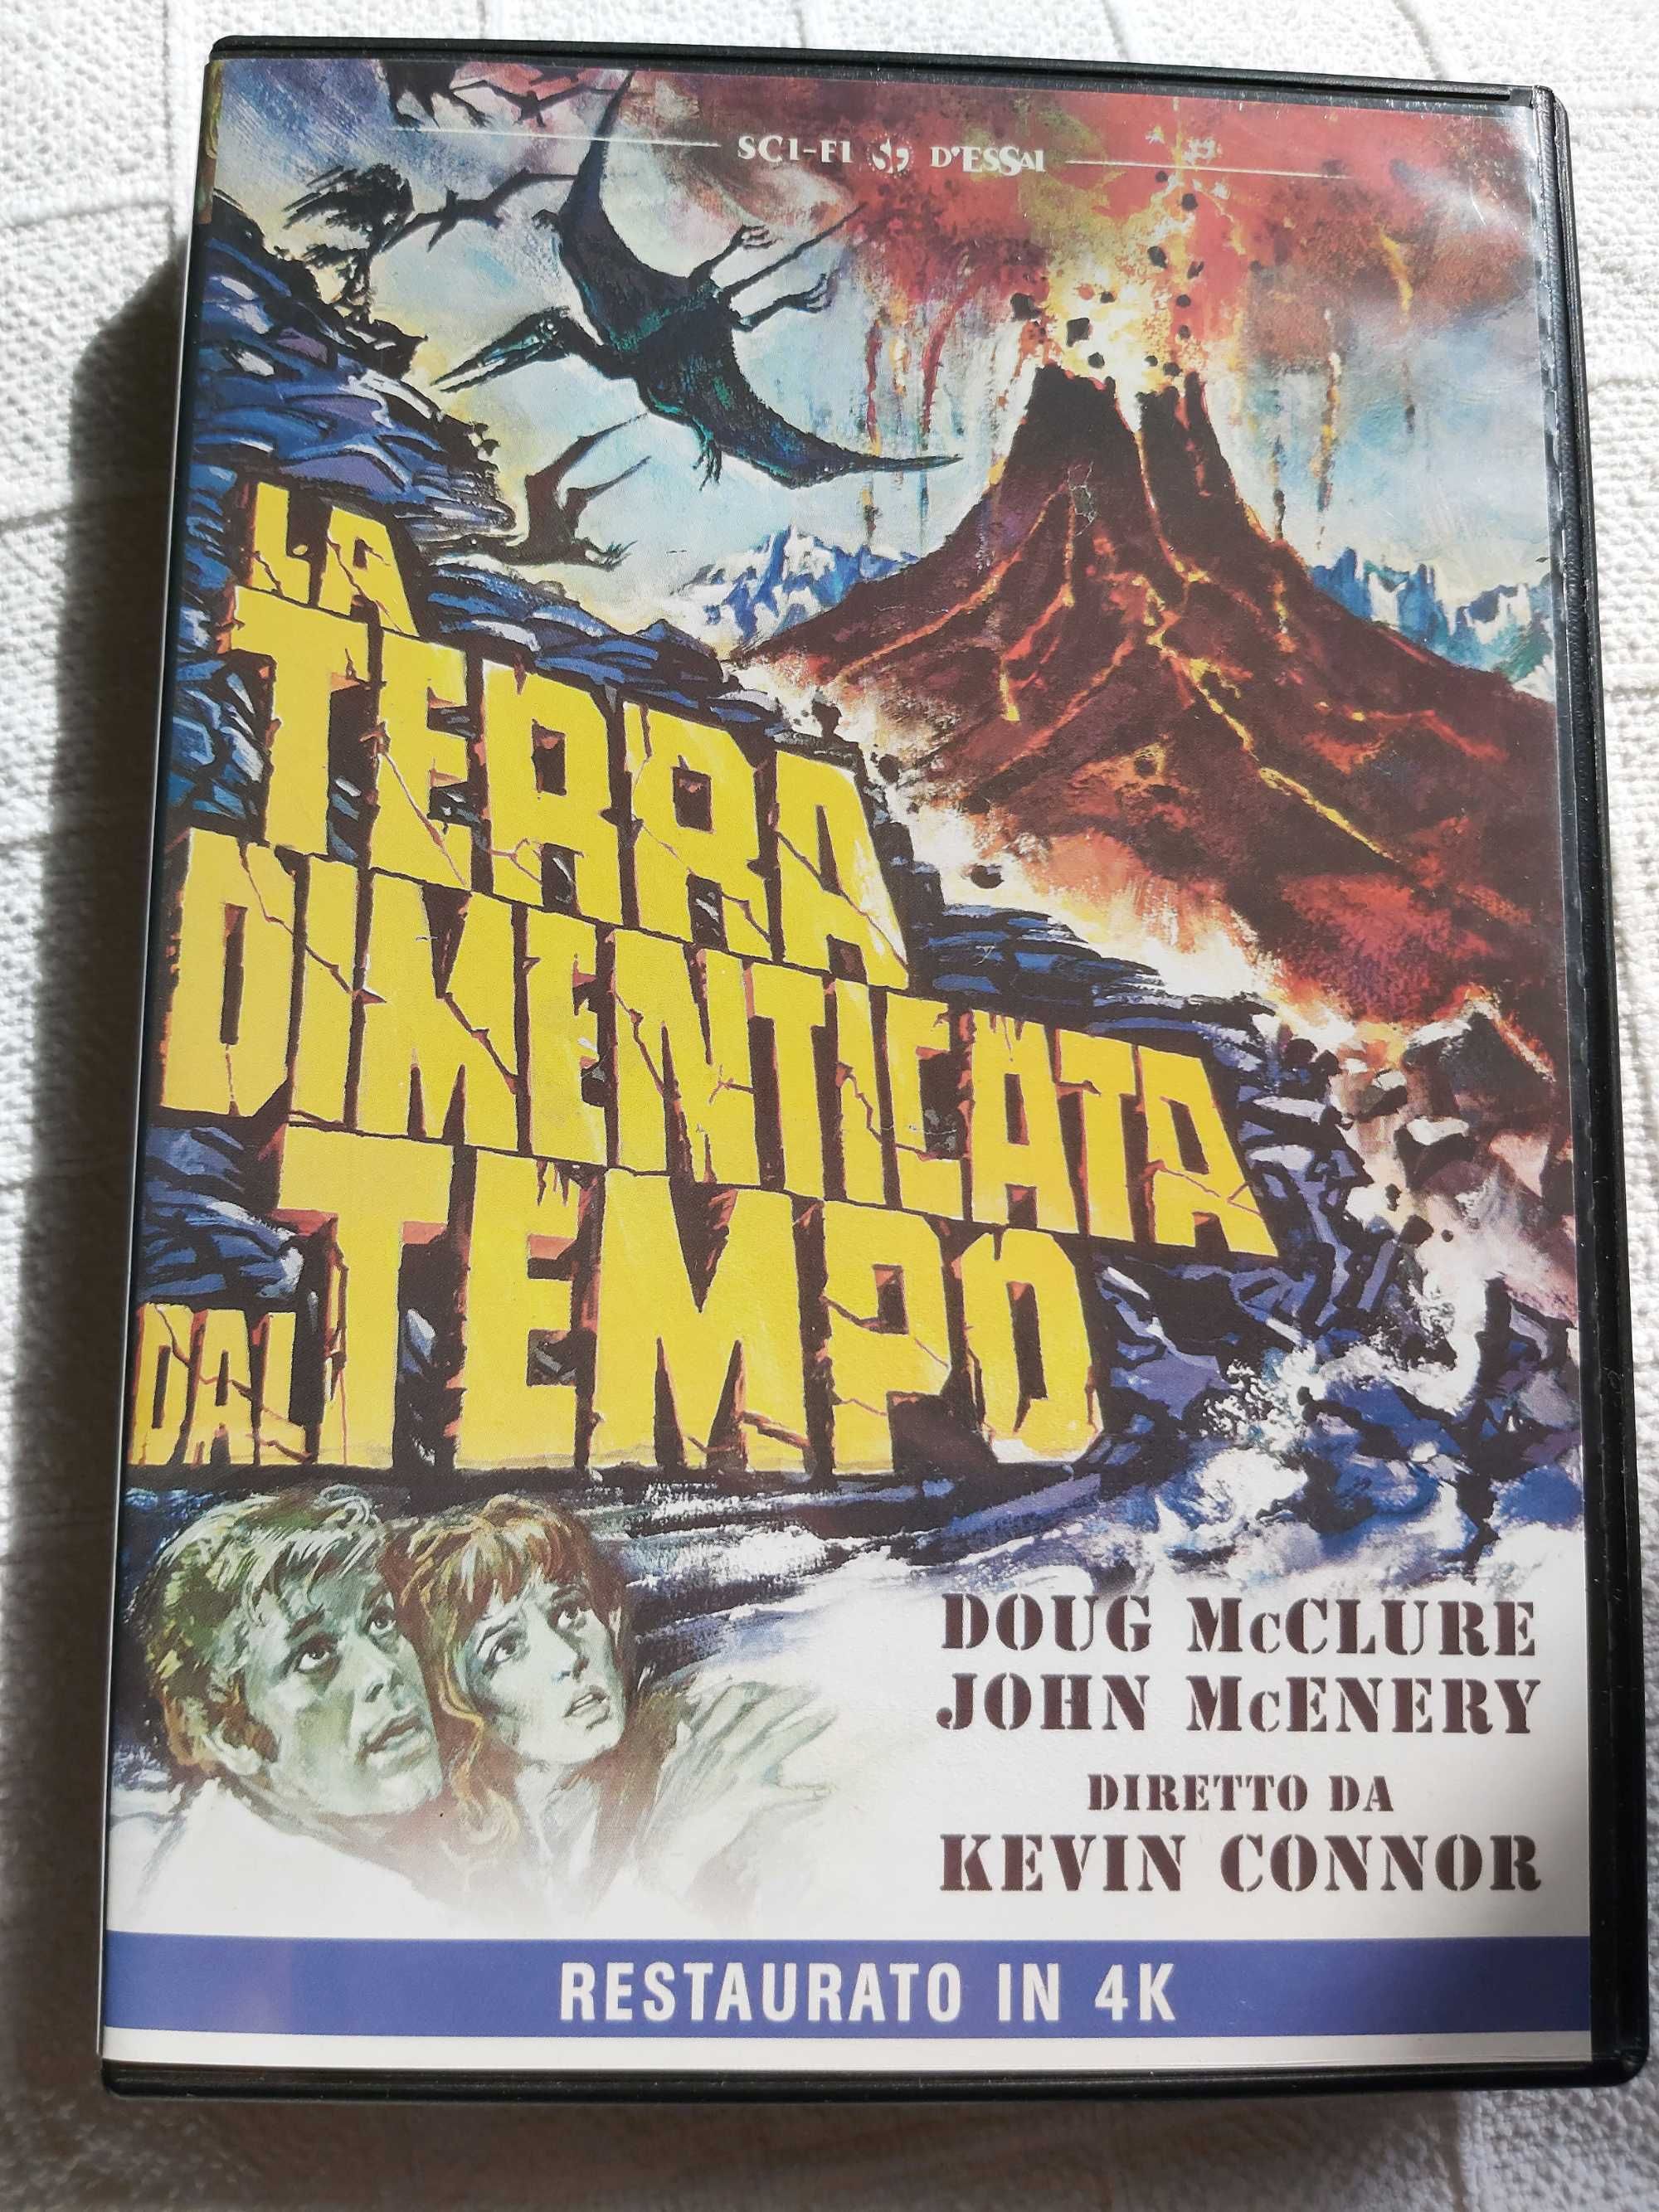 SCI-FI D'ESSAI
LA
TERRA
DIMENTICATA
DAL TEMPO
DOUG McCLURE
JOHN McENERY
DIRETTO DA
KEVIN CONNOR
RESTAURATO IN 4K